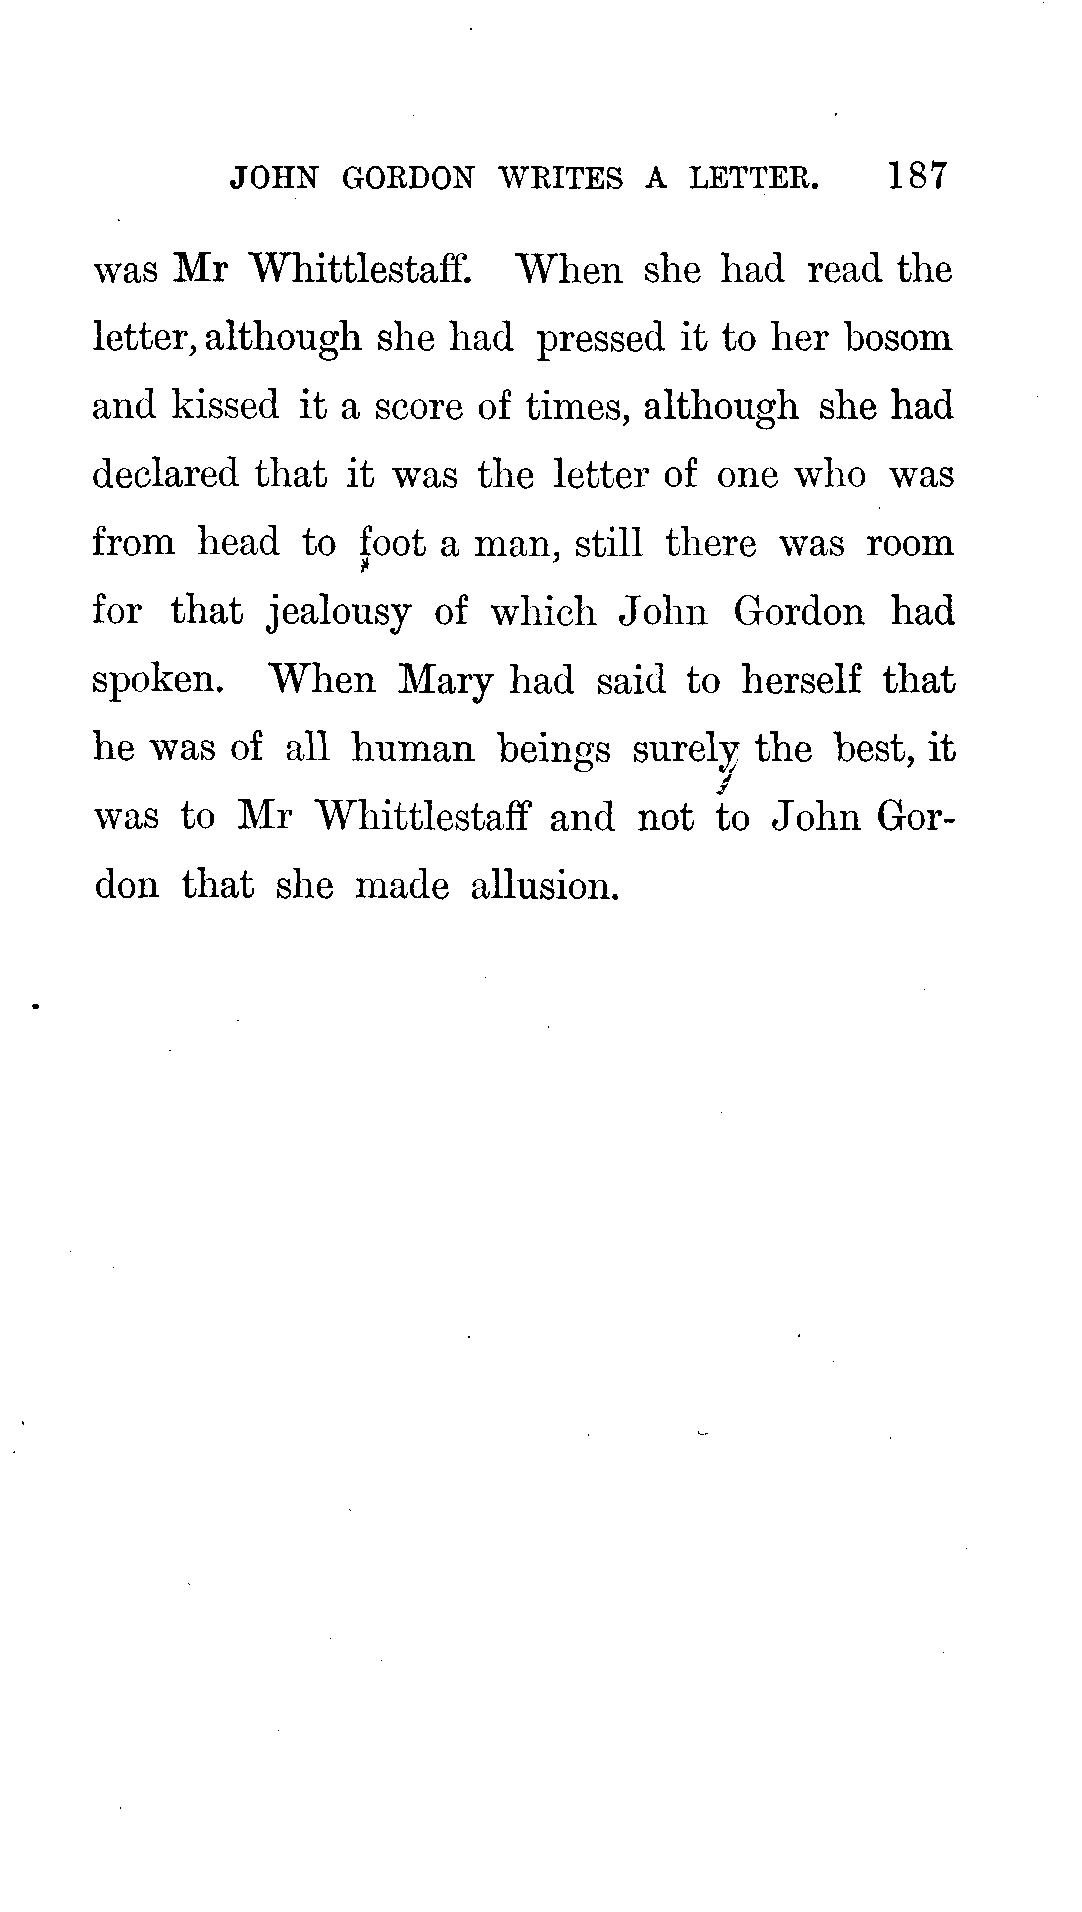 JOHN GORDON WRITES A LETTER. 187
was Mr Whittlestaff. When she had read the
letter, although she had pressed it to her bosom
and kissed it a score of times, although she had
declared that it was the letter of one who was
from head to foot a man, still there was room
for that jealousy of which John Gordon had
spoken. When Mary had said to herself that
he was of all human beings surely the best, it
was to Mr Whittlestaff and not to John Gor-
don that she made allusion.